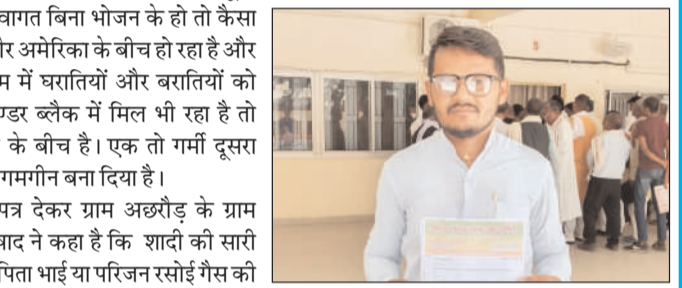 वागत बिना भोजन के हो तो कैसा
र अमेरिका के बीच हो रहा है और
म में घरातियों और बरातियों को
ण्डर ब्लैक में मिल भी रहा है तो
के बीच है। एक तो गर्मी दूसरा
गमगीन बना दिया है।
पत्र देकर ग्राम अछरौड़ के ग्राम
वाद ने कहा है कि शादी की सारी
पिता भाई या परिजन रसोई गैस की